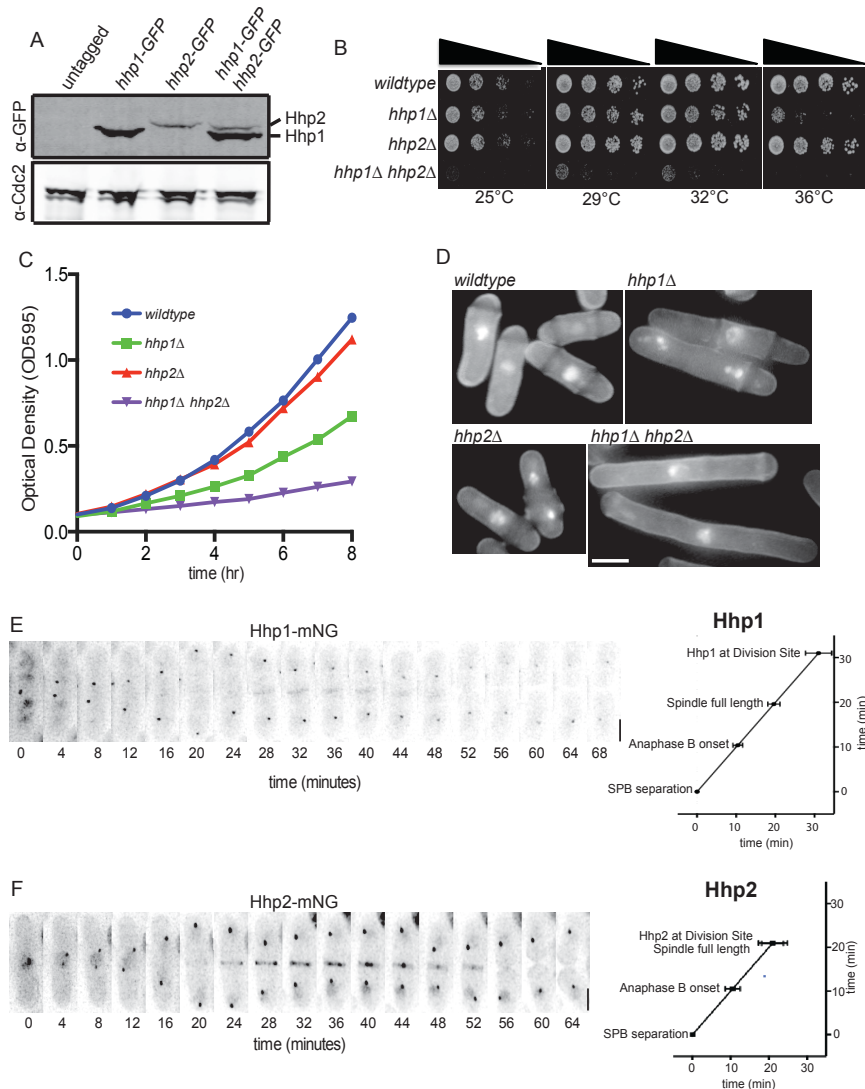 A
untagged
hhp1-GFP
hhp2-GFP
hhp1-GFP
hhp2-GFP
α-GFP
Hhp2
Hhp1
α-Cdc2
B
wildtype
hhp1Δ
hhp2Δ
hhp1Δ hhp2Δ
25°C
29°C
32°C
36°C
C
Optical Density (OD595)
1.5
1.0
0.5
0.0
wildtype
hhp1Δ
hhp2Δ
hhp1Δ hhp2Δ
0 2 4 6 8
time (hr)
D
wildtype
hhp1Δ
hhp2Δ
hhp1Δ hhp2Δ
E
Hhp1-mNG
0 4 8 12 16 20 24 28 32 36 40 44 48 52 56 60 64 68
time (minutes)
Hhp1
Hhp1 at Division Site
Spindle full length
Anaphase B onset
SPB separation
0 10 20 30
time (min)
30
20
10
0
time (min)
F
Hhp2-mNG
0 4 8 12 16 20 24 28 32 36 40 44 48 52 56 60 64
time (minutes)
Hhp2
Hhp2 at Division Site
Spindle full length
Anaphase B onset
SPB separation
0 10 20 30
time (min)
30
20
10
0
time (min)